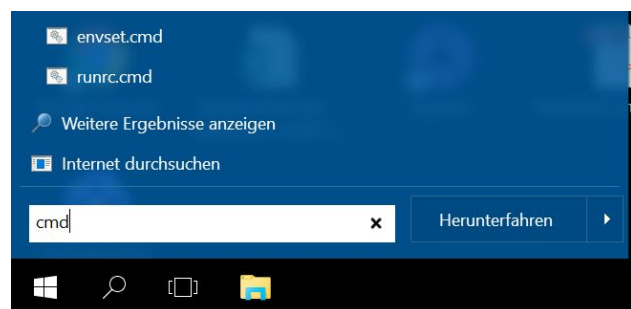 envset.cmd
runrc.cmd
Weitere Ergebnisse anzeigen
Internet durchsuchen
cmd
Herunterfahren